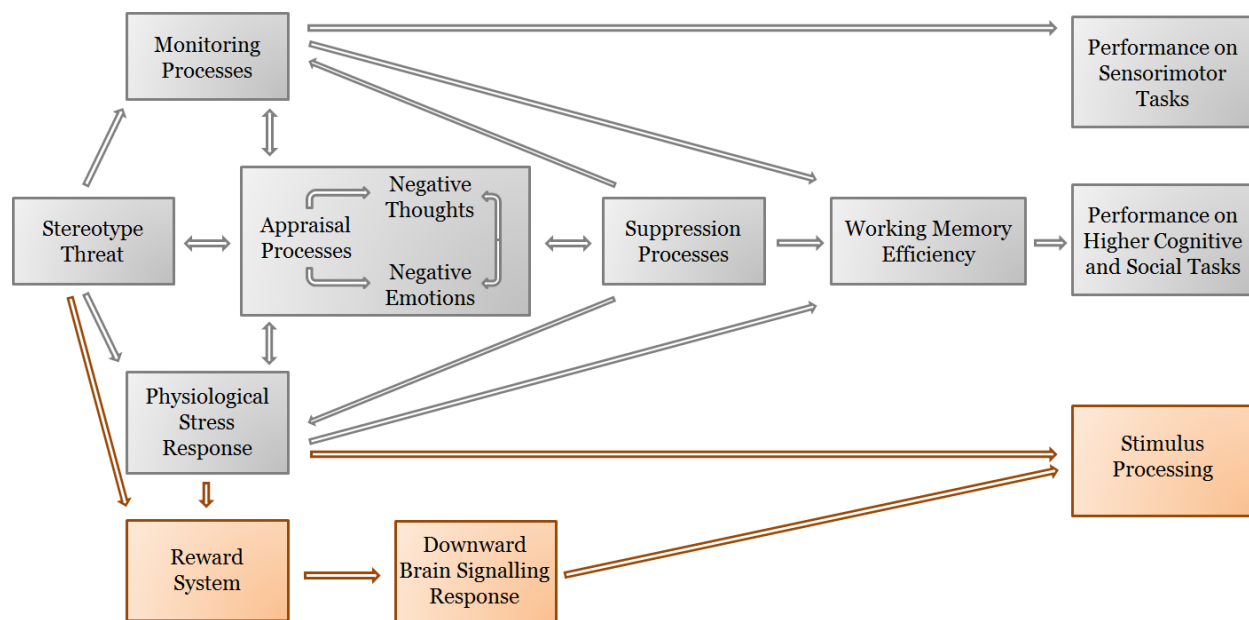 Monitoring
Processes
Performance on
Sensorimotor
Tasks
Stereotype
Threat
Appraisal
Processes
Negative
Thoughts
Negative
Emotions
Suppression
Processes
Working Memory
Efficiency
Performance on
Higher Cognitive
and Social Tasks
Physiological
Stress
Response
Stimulus
Processing
Reward
System
Downward
Brain Signalling
Response